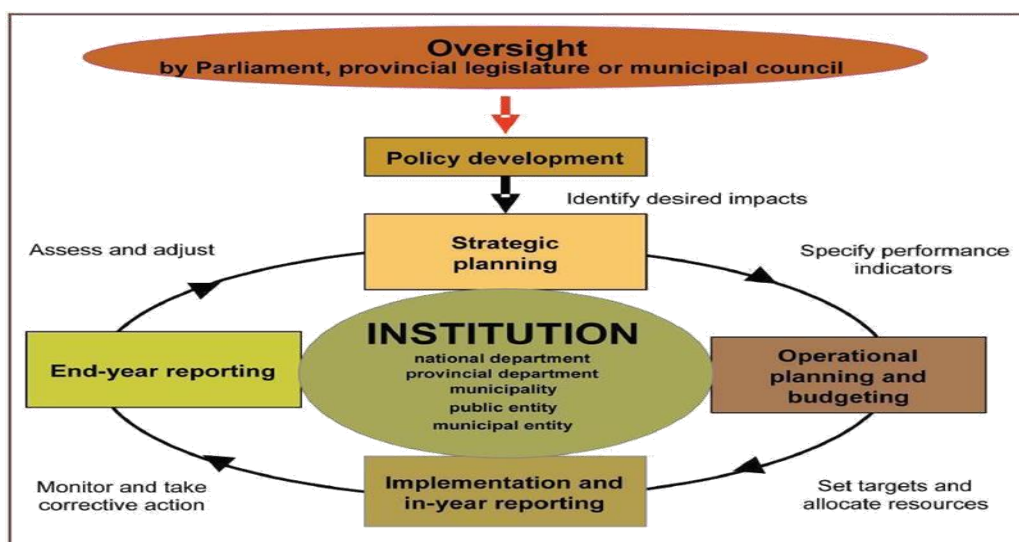 Oversight
by Parliament, provincial legislature or municipal council
Policy development
Identify desired impacts
Strategic
planning
Assess and adjust
Specify performance
indicators
INSTITUTION
national department
provincial department
municipality
public entity
municipal entity
End-year reporting
Operational
planning and
budgeting
Implementation and
in-year reporting
Monitor and take
corrective action
Set targets and
allocate resources